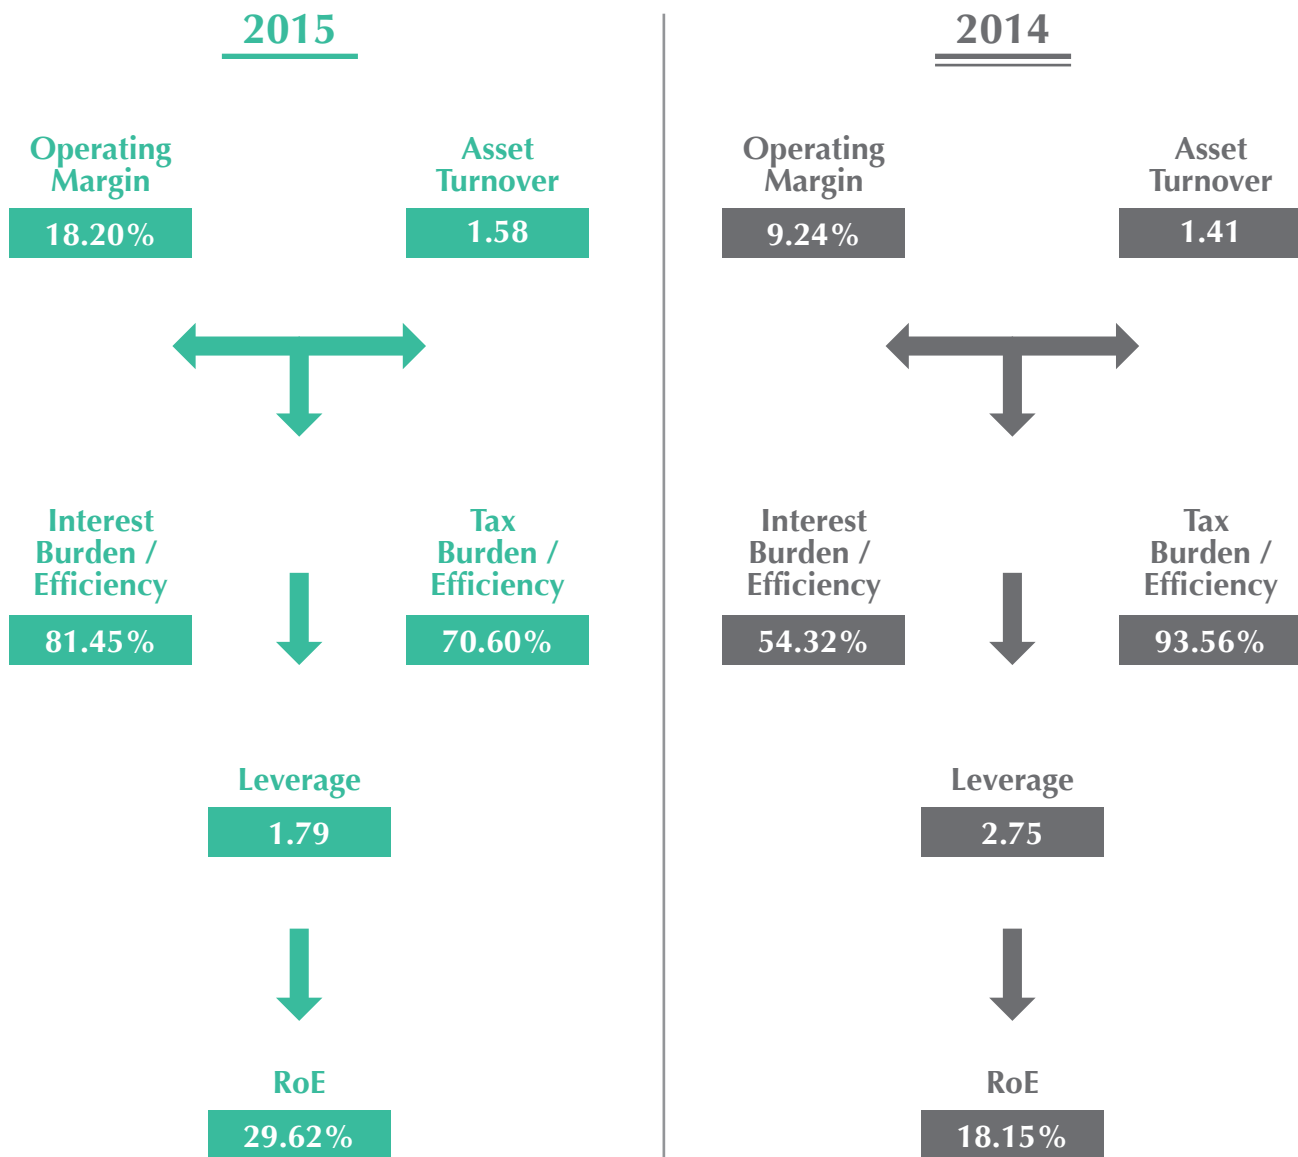 2015
Operating
Margin
18.20%
Asset
Turnover
1.58
Interest
Burden /
Efficiency
81.45%
Tax
Burden /
Efficiency
70.60%
Leverage
1.79
RoE
29.62%
2014
Operating
Margin
9.24%
Asset
Turnover
1.41
Interest
Burden /
Efficiency
54.32%
Tax
Burden /
Efficiency
93.56%
Leverage
2.75
RoE
18.15%